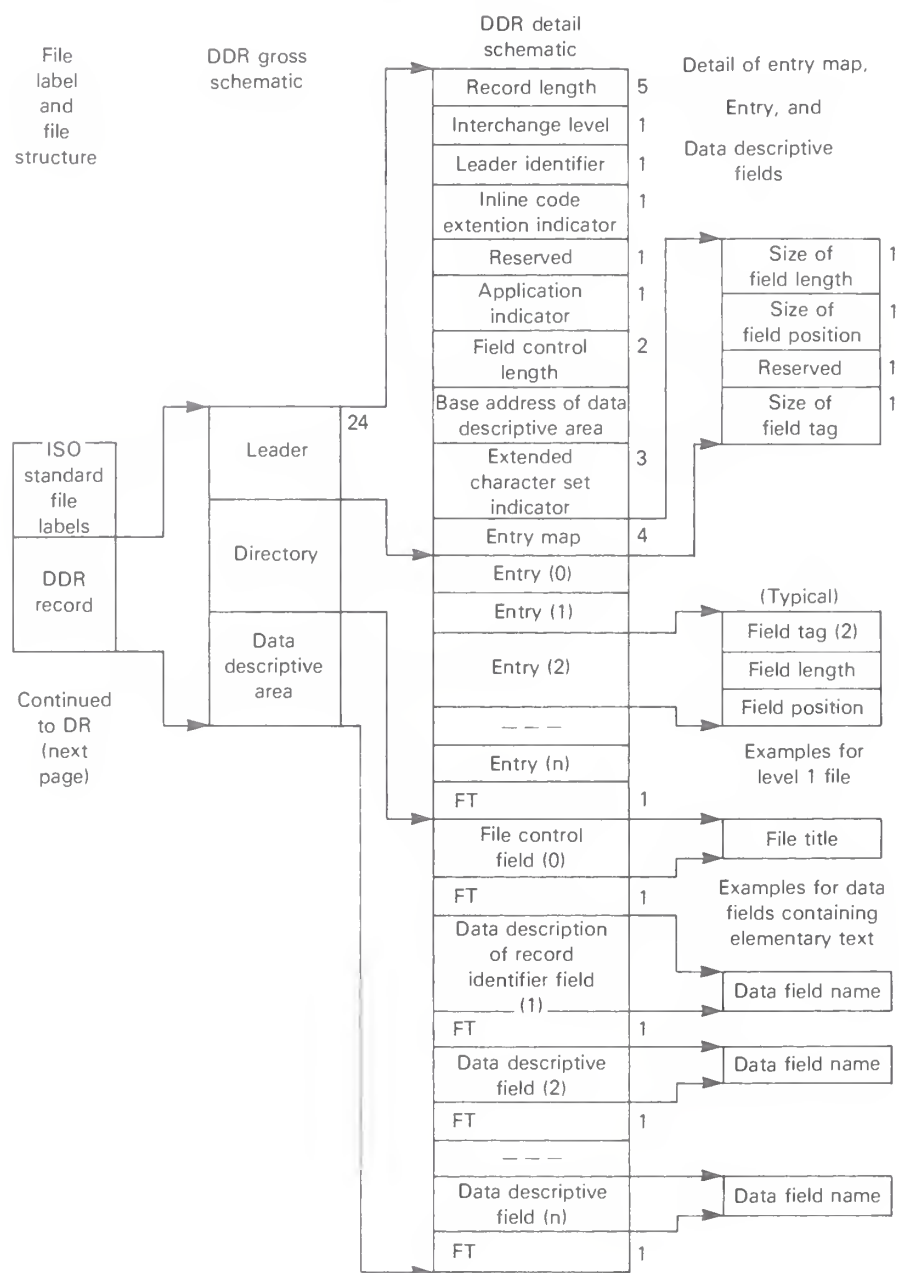 File
label
and
file
structure
DDR gross
schematic
DDR detail
schematic
Detail of entry map,
Entry, and
Data descriptive
fields
ISO
standard
file
labels
DDR
record
Continued
to DR
(next
page)
24
Leader
Directory
Data
descriptive
area
Record length 5
Interchange level 1
Leader identifier 1
Inline code 1
extention indicator
Reserved 1
Application 1
indicator
Field control 2
length
Base address of data
descriptive area
Extended 3
character set
indicator
Entry map 4
Entry (0)
Entry (1)
Entry (2)
– – –
Entry (n)
FT 1
File control
field (0)
FT 1
Data description
of record
identifier field
(1)
FT 1
Data descriptive
field (2)
FT 1
– – –
Data descriptive
field (n)
FT 1
Size of 1
field length
Size of 1
field position
Reserved 1
Size of 1
field tag
(Typical)
Field tag (2)
Field length
Field position
Examples for
level 1 file
File title
Examples for data
fields containing
elementary text
Data field name
Data field name
Data field name